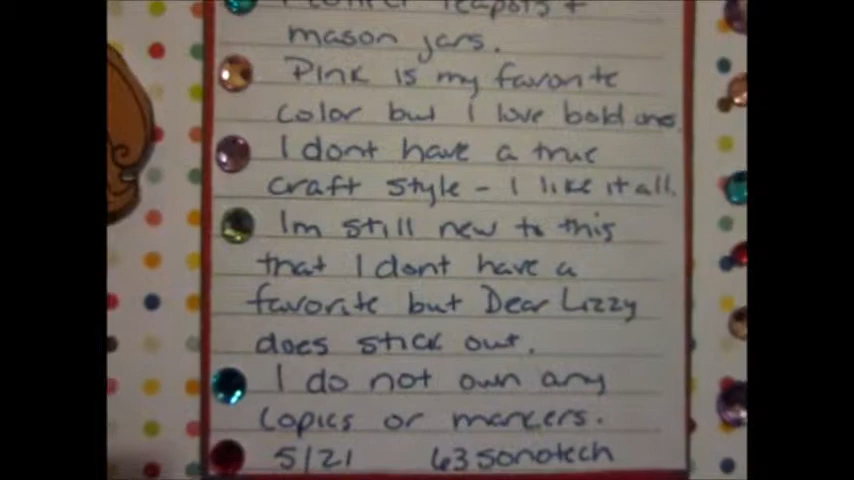 I collect teapots +
mason jars.
Pink is my favorite
color but I love bold ones.
I dont have a true
craft style - I like it all.
Im still new to this
that I dont have a
favorite but Dear Lizzy
does stick out.
I do not own any
Copics or markers.
5/21 63sonotech